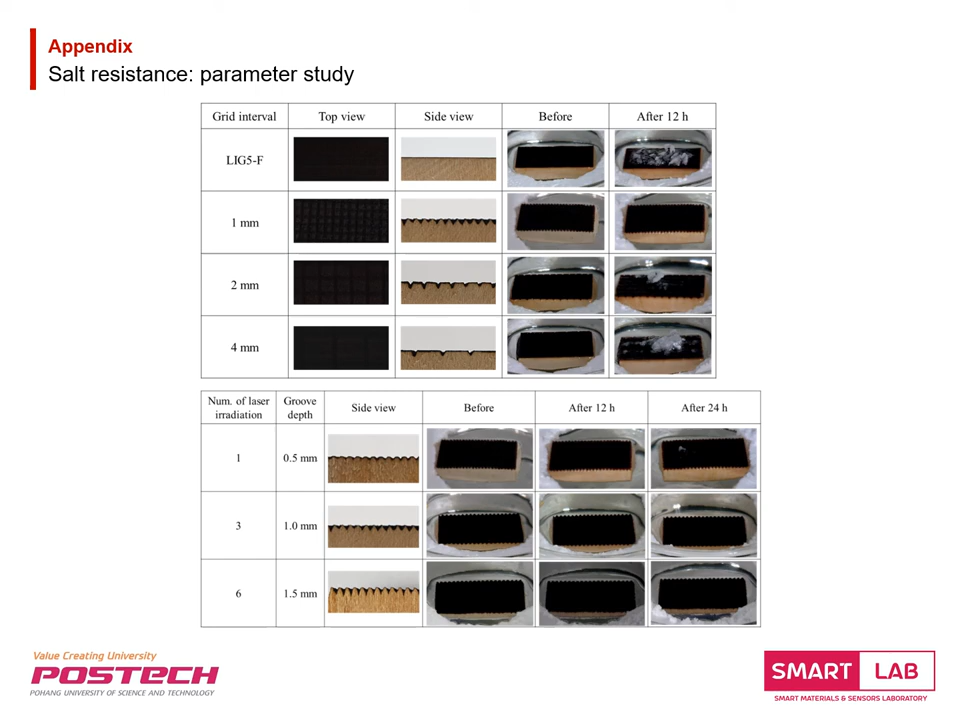 Appendix
Salt resistance: parameter study
Grid interval Top view Side view Before After 12 h
LIG5-F
1 mm
2 mm
4 mm
Num. of laser irradiation Groove depth Side view Before After 12 h After 24 h
1 0.5 mm
3 1.0 mm
6 1.5 mm
Value Creating University
POSTECH
POHANG UNIVERSITY OF SCIENCE AND TECHNOLOGY
SMART LAB
SMART MATERIALS & SENSORS LABORATORY